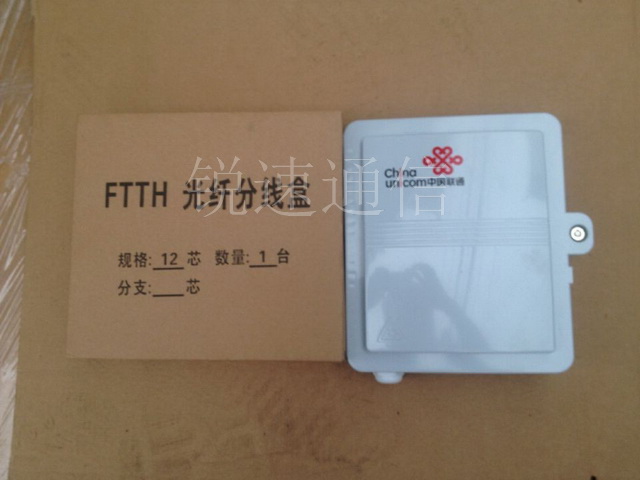 锐速通信
FTTH 光纤分线盒
规格: 12 芯 数量: 1 台
分支: 芯
China
unicom中国联通